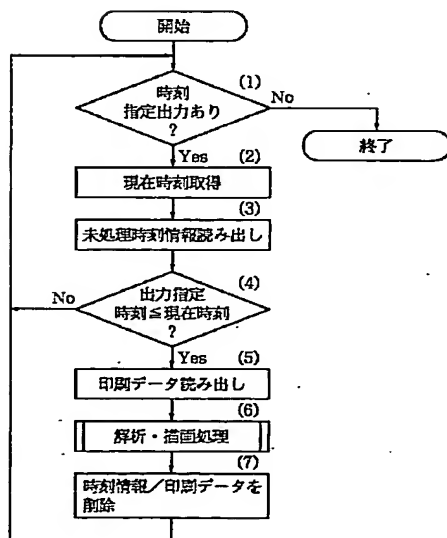 開始
(1)
時刻
指定出力あり
?
No
終了
Yes
(2)
現在時刻取得
(3)
未処理時刻情報読み出し
(4)
出力指定
時刻≦現在時刻
?
No
Yes
(5)
印刷データ読み出し
(6)
解析・描画処理
(7)
時刻情報/印刷データを
削除